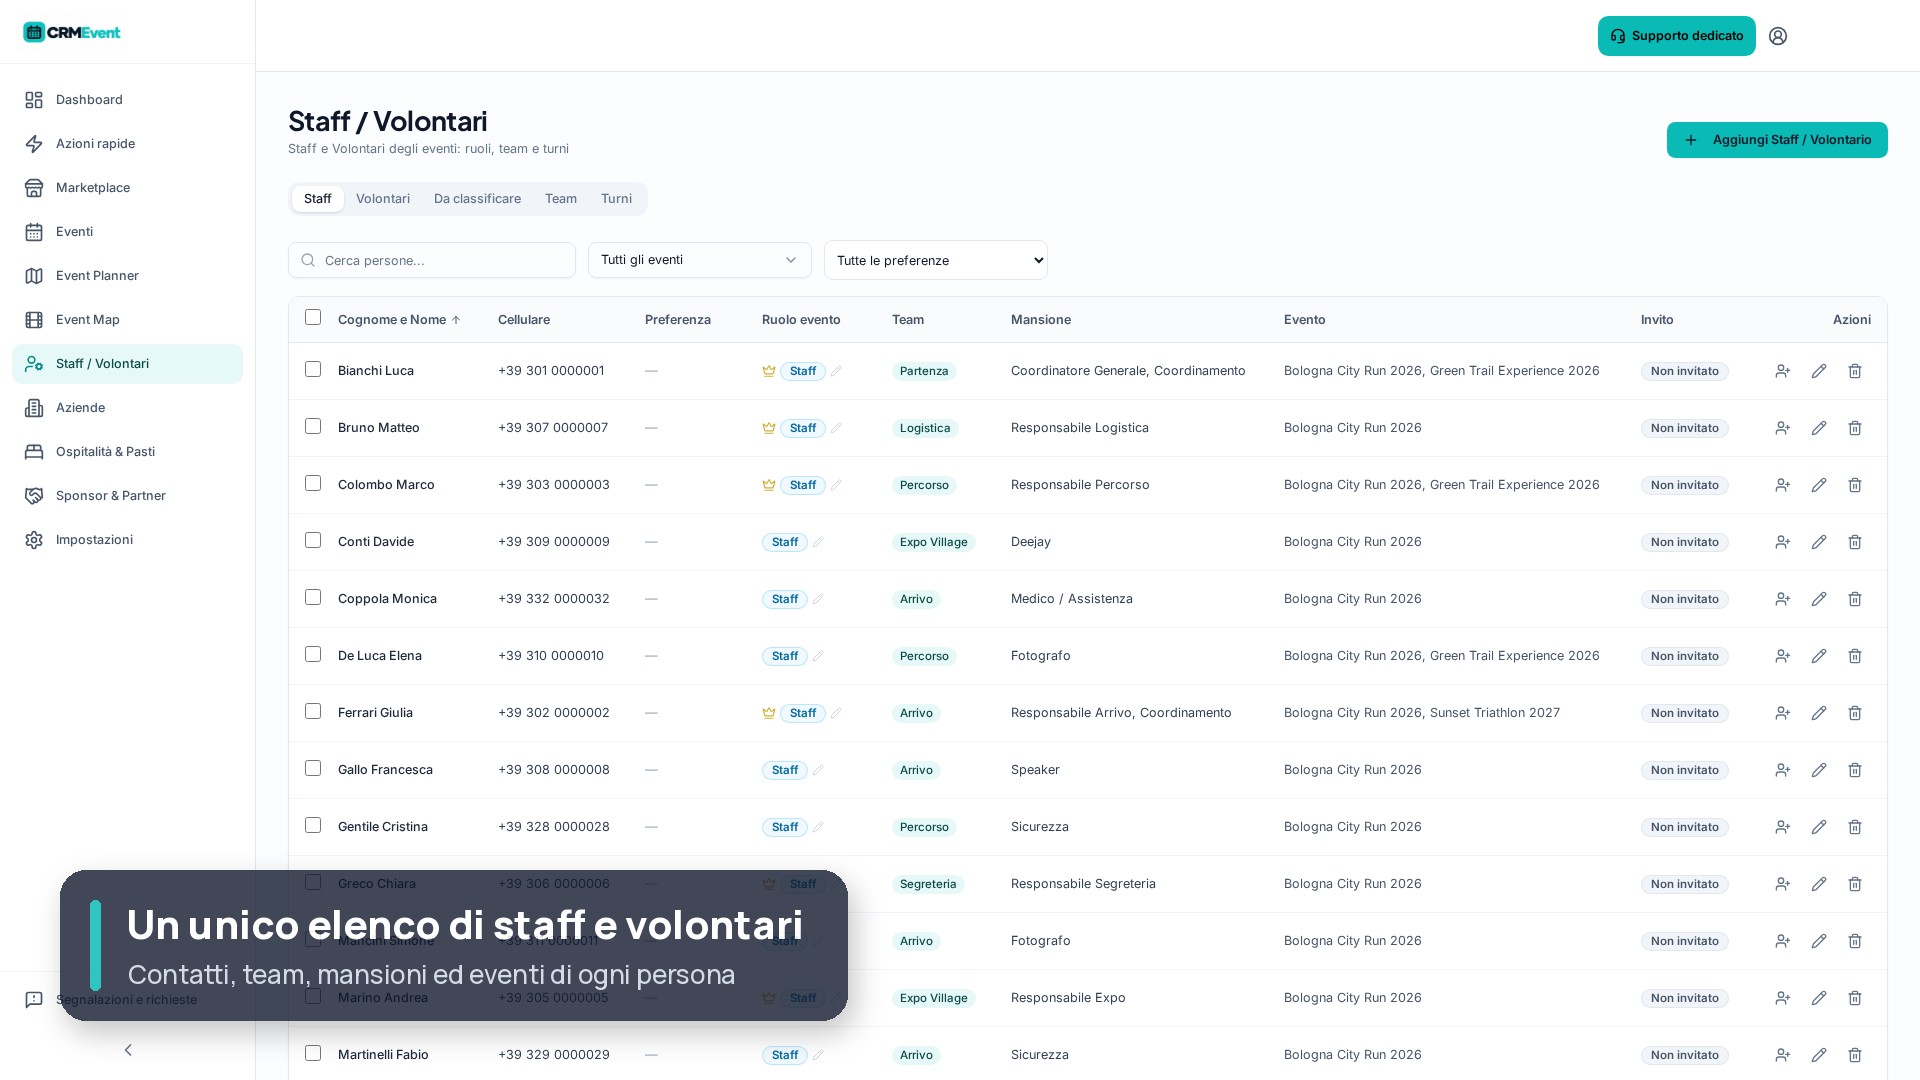 CRMEvent
Supporto dedicato
Dashboard
Azioni rapide
Marketplace
Eventi
Event Planner
Event Map
Staff / Volontari
Aziende
Ospitalità & Pasti
Sponsor & Partner
Impostazioni
Segnalazioni e richieste
Staff / Volontari
Staff e Volontari degli eventi: ruoli, team e turni
Aggiungi Staff / Volontario
Staff Volontari Da classificare Team Turni
Cerca persone... Tutti gli eventi Tutte le preferenze
Cognome e Nome ↑ Cellulare Preferenza Ruolo evento Team Mansione Evento Invito Azioni
Bianchi Luca +39 301 0000001 — Staff Partenza Coordinatore Generale, Coordinamento Bologna City Run 2026, Green Trail Experience 2026 Non invitato
Bruno Matteo +39 307 0000007 — Staff Logistica Responsabile Logistica Bologna City Run 2026 Non invitato
Colombo Marco +39 303 0000003 — Staff Percorso Responsabile Percorso Bologna City Run 2026, Green Trail Experience 2026 Non invitato
Conti Davide +39 309 0000009 — Staff Expo Village Deejay Bologna City Run 2026 Non invitato
Coppola Monica +39 332 0000032 — Staff Arrivo Medico / Assistenza Bologna City Run 2026 Non invitato
De Luca Elena +39 310 0000010 — Staff Percorso Fotografo Bologna City Run 2026, Green Trail Experience 2026 Non invitato
Ferrari Giulia +39 302 0000002 — Staff Arrivo Responsabile Arrivo, Coordinamento Bologna City Run 2026, Sunset Triathlon 2027 Non invitato
Gallo Francesca +39 308 0000008 — Staff Arrivo Speaker Bologna City Run 2026 Non invitato
Gentile Cristina +39 328 0000028 — Staff Percorso Sicurezza Bologna City Run 2026 Non invitato
Greco Chiara +39 306 0000006 — Staff Segreteria Responsabile Segreteria Bologna City Run 2026 Non invitato
Mancini Simone +39 311 0000011 Staff Arrivo Fotografo Bologna City Run 2026 Non invitato
Marino Andrea +39 305 0000005 — Staff Expo Village Responsabile Expo Bologna City Run 2026 Non invitato
Martinelli Fabio +39 329 0000029 — Staff Arrivo Sicurezza Bologna City Run 2026 Non invitato
Un unico elenco di staff e volontari
Contatti, team, mansioni ed eventi di ogni persona